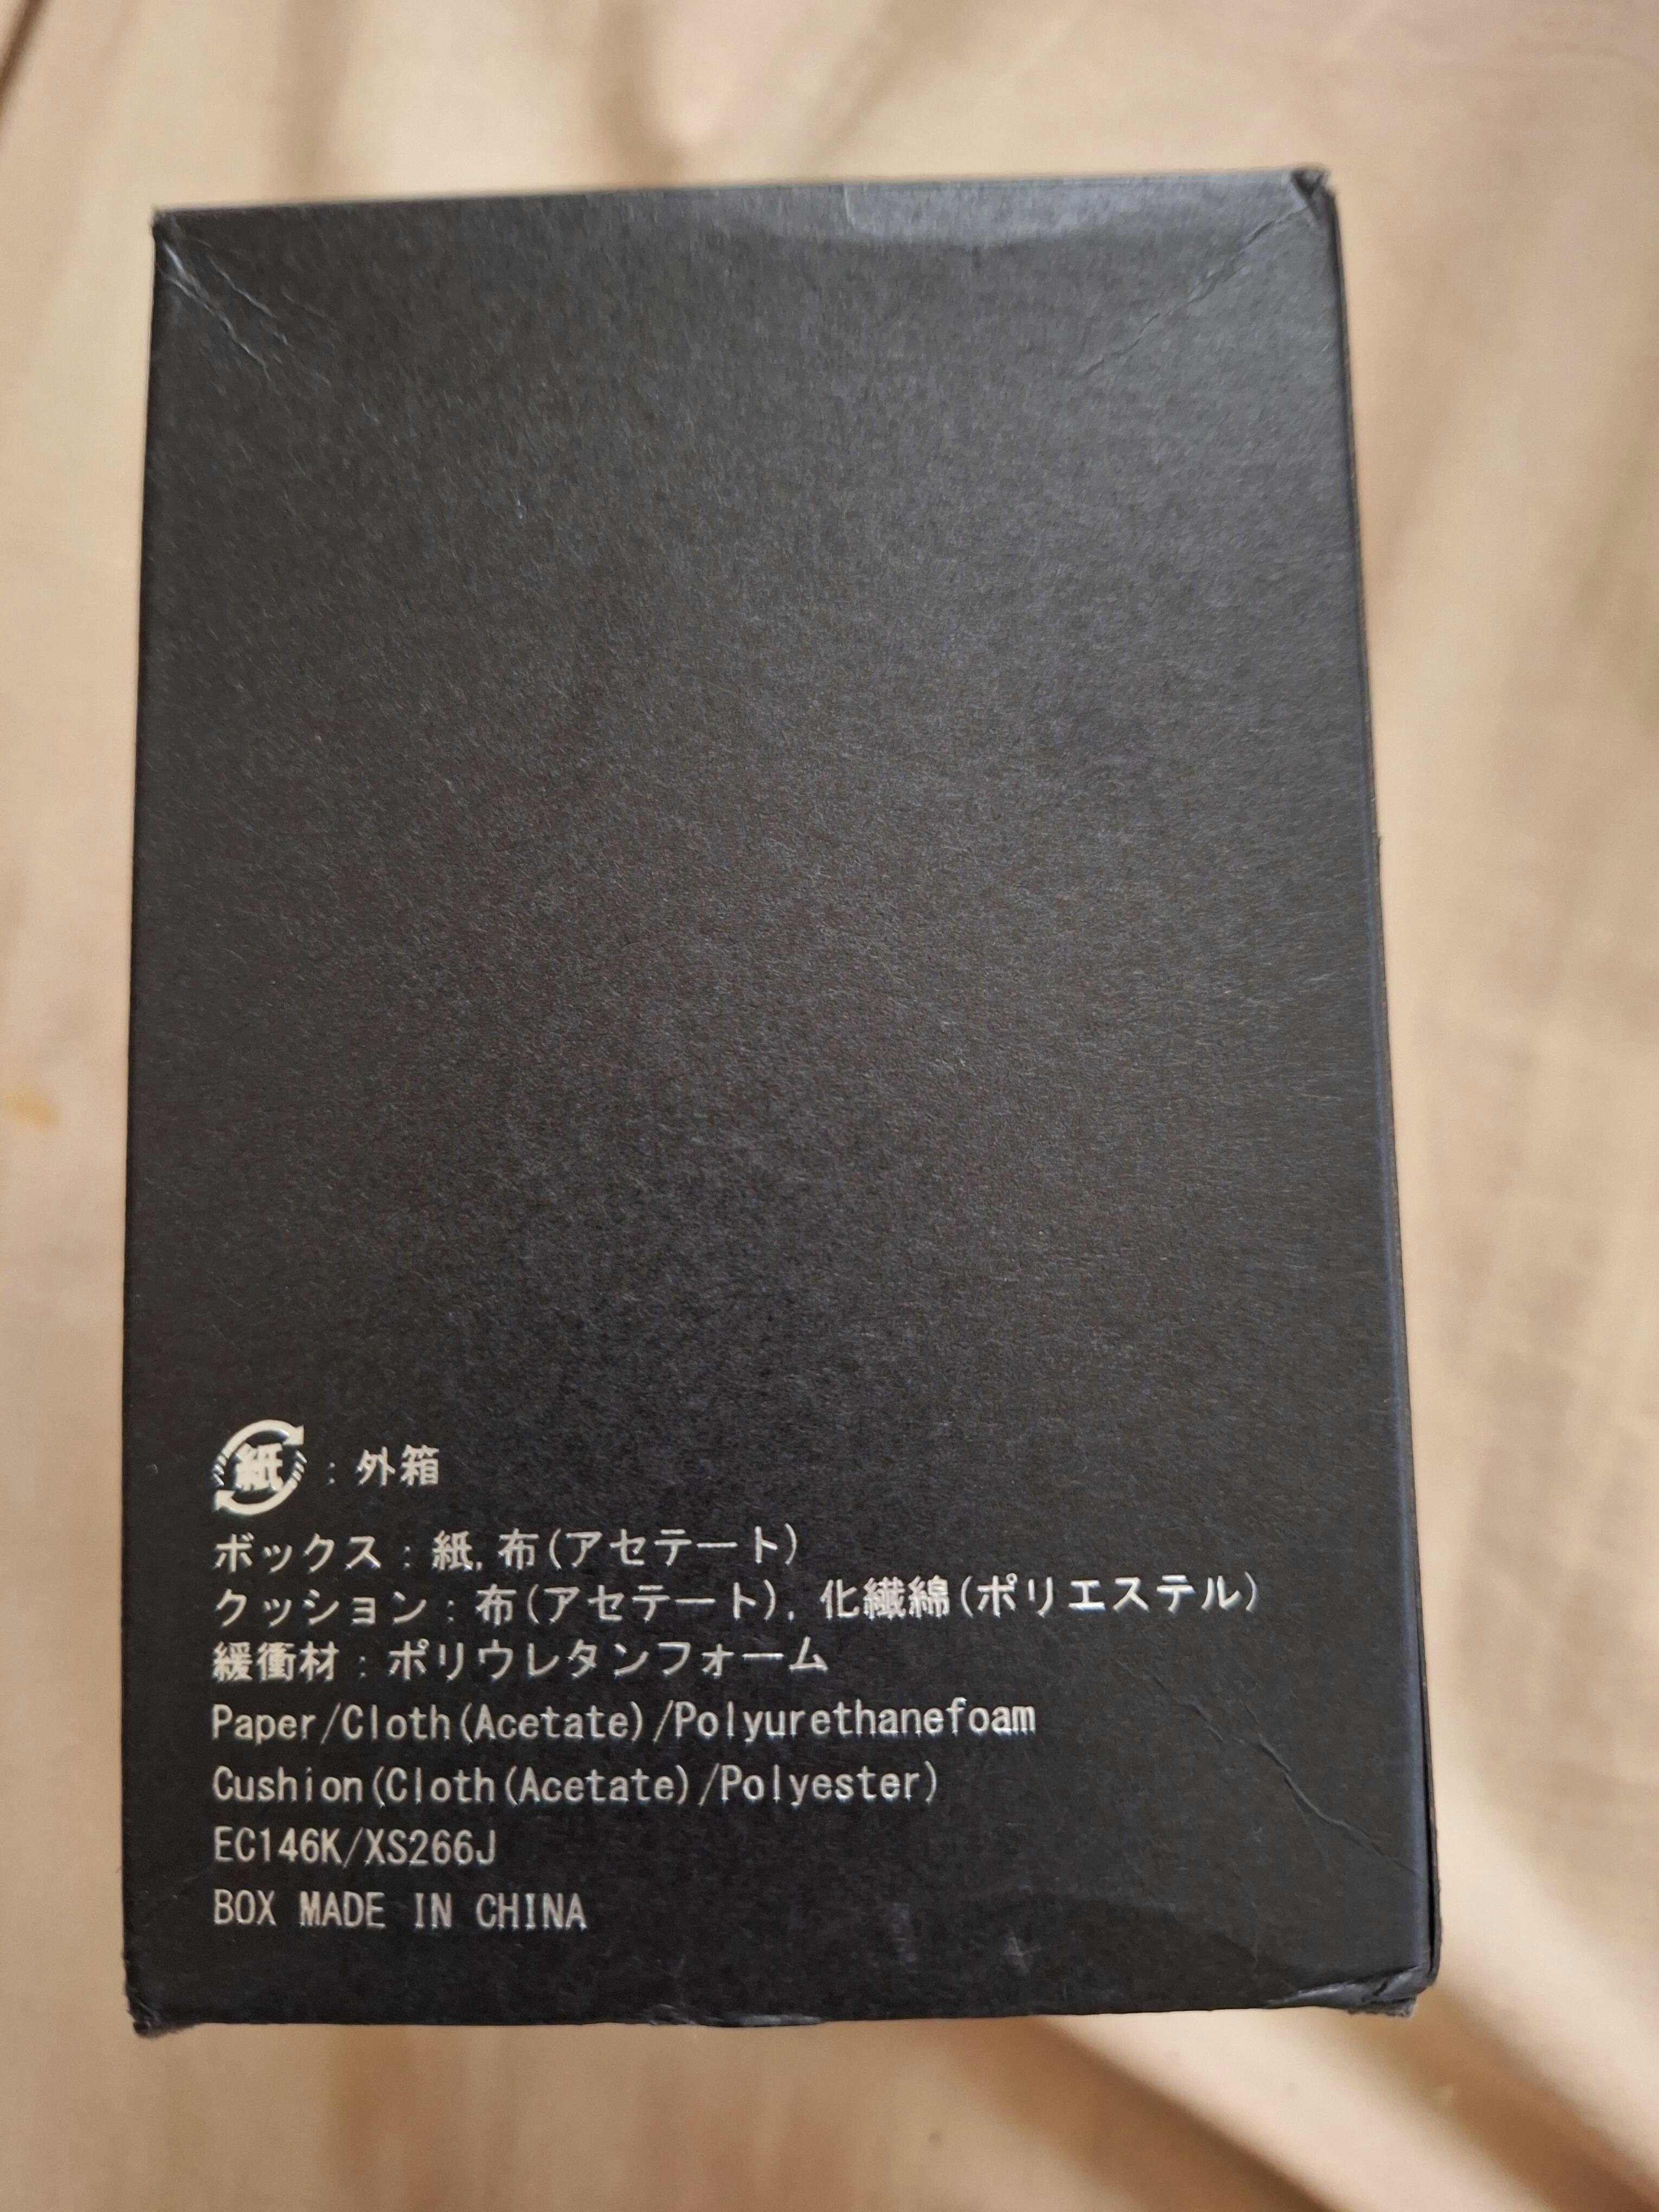 紙 : 外箱
ボックス : 紙, 布(アセテート)
クッション : 布(アセテート), 化繊綿(ポリエステル)
緩衝材 : ポリウレタンフォーム
Paper/Cloth(Acetate)/Polyurethanefoam
Cushion(Cloth(Acetate)/Polyester)
EC146K/XS266J
BOX MADE IN CHINA